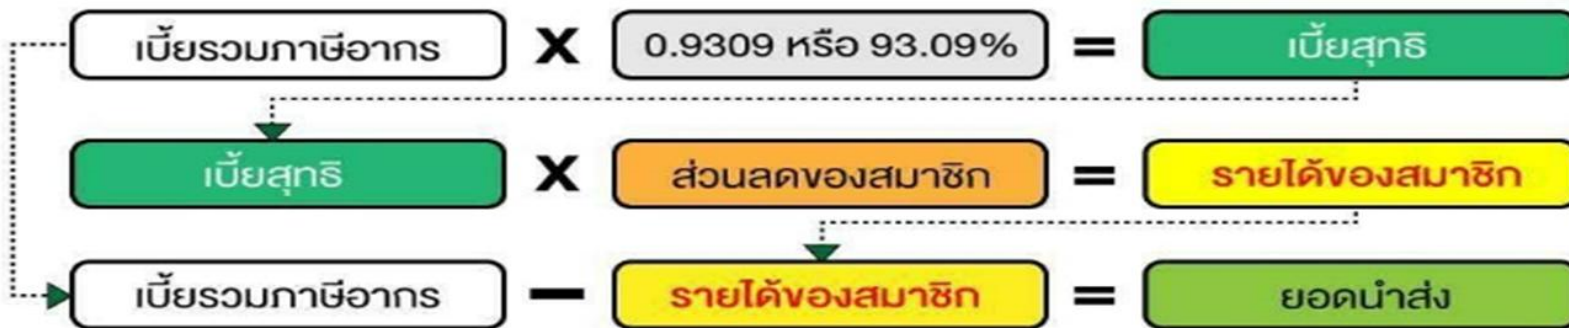 เบี้ยรวมภาษีอากร X 0.9309 หรือ 93.09% = เบี้ยสุทธิ
เบี้ยสุทธิ X ส่วนลดของสมาชิก = รายได้ของสมาชิก
เบี้ยรวมภาษีอากร - รายได้ของสมาชิก = ยอดนำส่ง